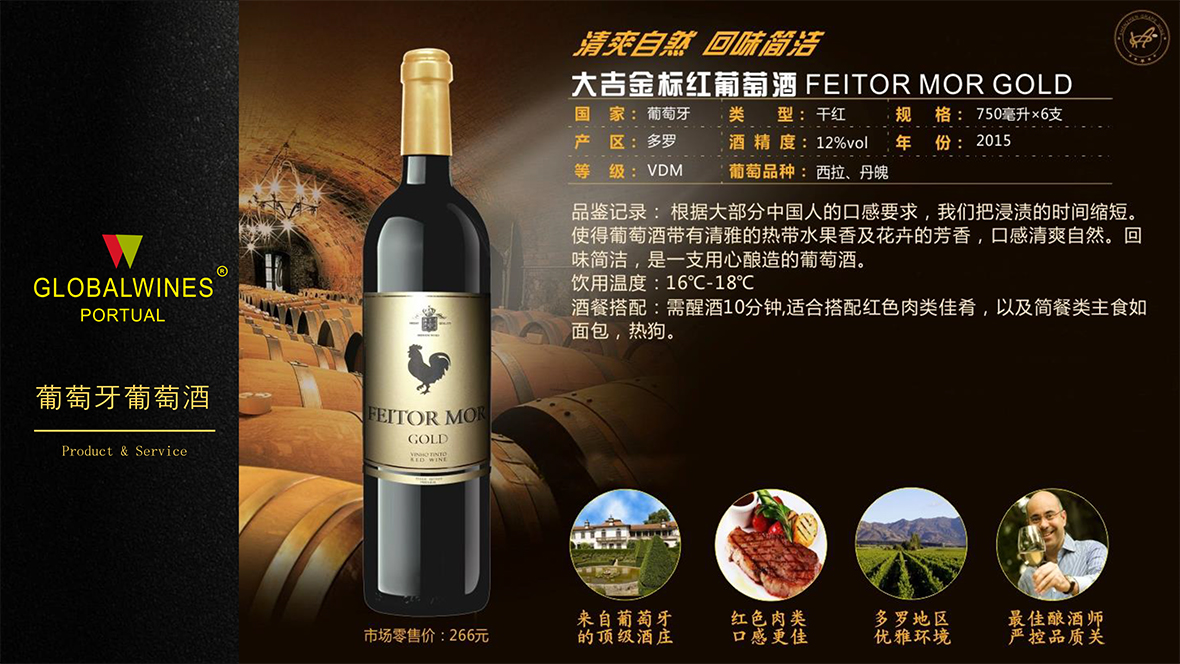 GLOBALWINES®
PORTUAL
葡萄牙葡萄酒
Product & Service
清爽自然 回味简洁
大吉金标红葡萄酒 FEITOR MOR GOLD
国 家： 葡萄牙 类 型： 干红 规 格： 750毫升×6支
产 区： 多罗 酒 精 度： 12%vol 年 份： 2015
等 级： VDM 葡萄品种： 西拉、丹魄
品鉴记录： 根据大部分中国人的口感要求，我们把浸渍的时间缩短。
使得葡萄酒带有清雅的热带水果香及花卉的芳香，口感清爽自然。回
味简洁，是一支用心酿造的葡萄酒。
饮用温度：16℃-18℃
酒餐搭配：需醒酒10分钟,适合搭配红色肉类佳肴，以及简餐类主食如
面包，热狗。
FEITOR MOR
GOLD
VINHO TINTO
RED WINE
市场零售价：266元
来自葡萄牙
的顶级酒庄
红色肉类
口感更佳
多罗地区
优雅环境
最佳酿酒师
严控品质关